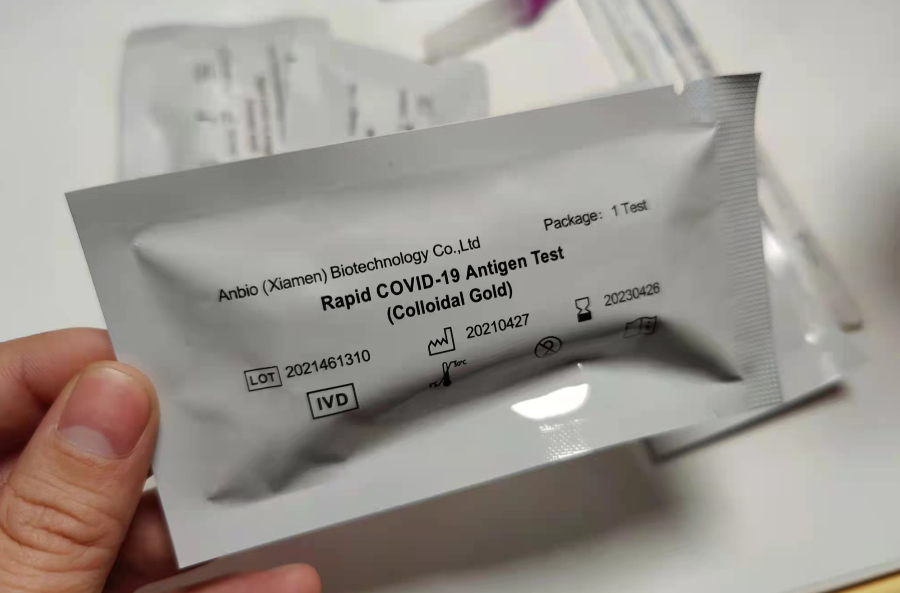 Package: 1 Test
Anbio (Xiamen) Biotechnology Co.,Ltd
Rapid COVID-19 Antigen Test
(Colloidal Gold)
LOT 2021461310
20210427
20230426
IVD